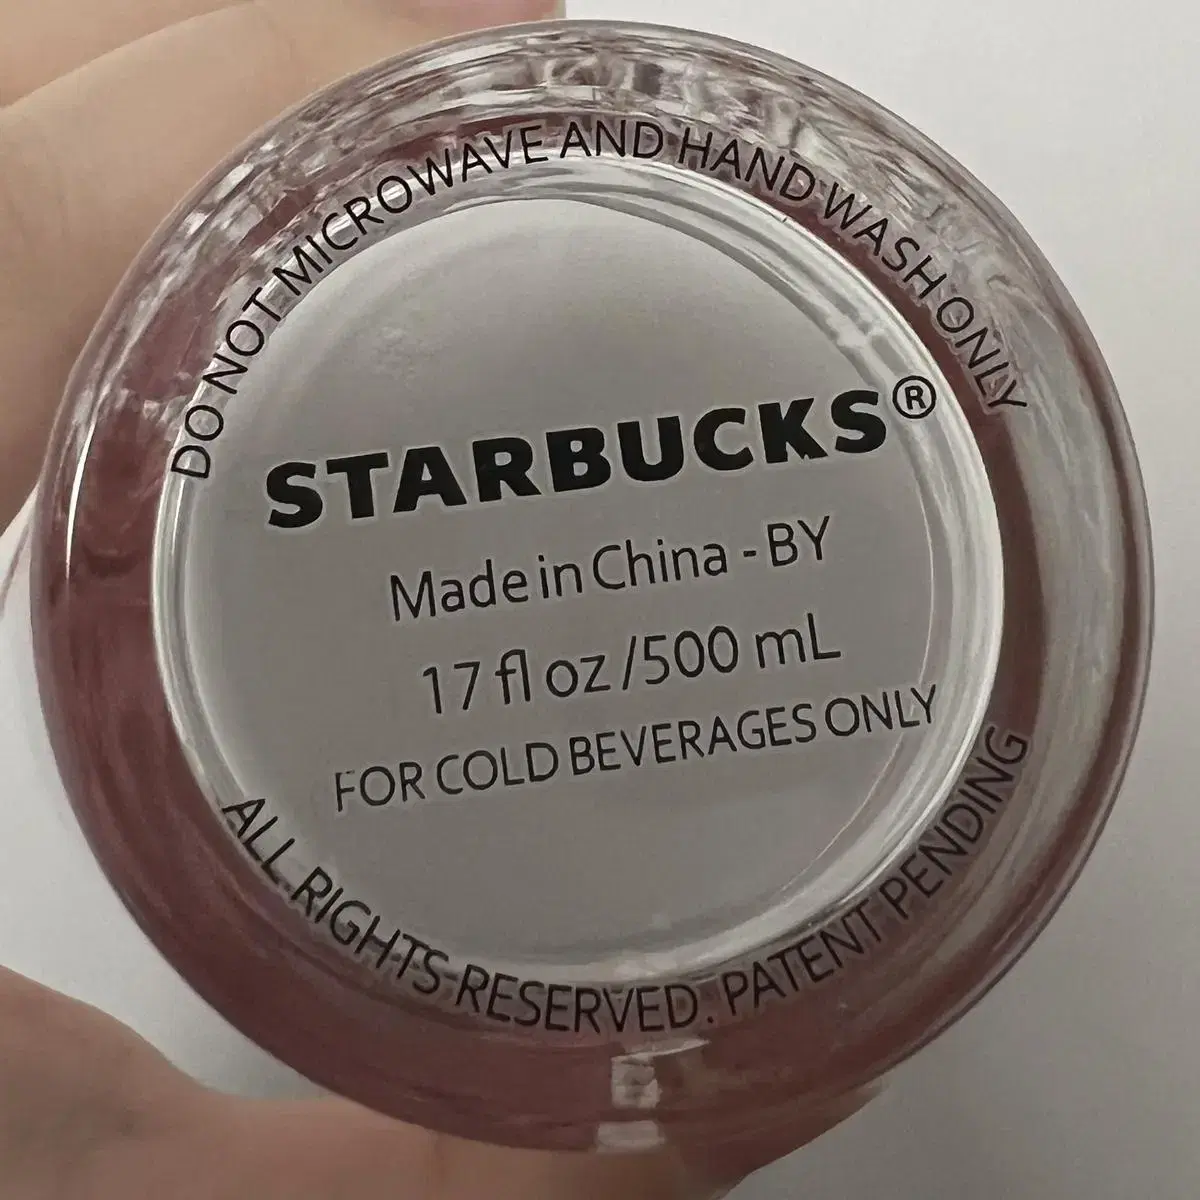 DO NOT MICROWAVE AND HAND WASH ONLY
STARBUCKS®
Made in China - BY
17 fl oz /500 mL
FOR COLD BEVERAGES ONLY
ALL RIGHTS RESERVED. PATENT PENDING